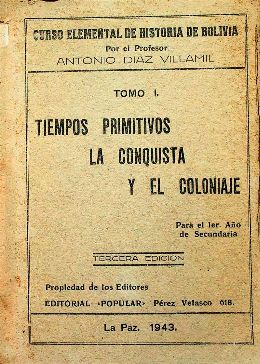 CURSO ELEMENTAL DE HISTORIA DE BOLIVIA
Por el Profesor
ANTONIO DIAZ VILLAMIL
TOMO I.
TIEMPOS PRIMITIVOS
LA CONQUISTA
Y EL COLONIAJE
Para el 1er. Año
de Secundaria
TERCERA EDICION
Propiedad de los Editores
EDITORIAL «POPULAR» Pérez Velasco 618.
La Paz. 1943.